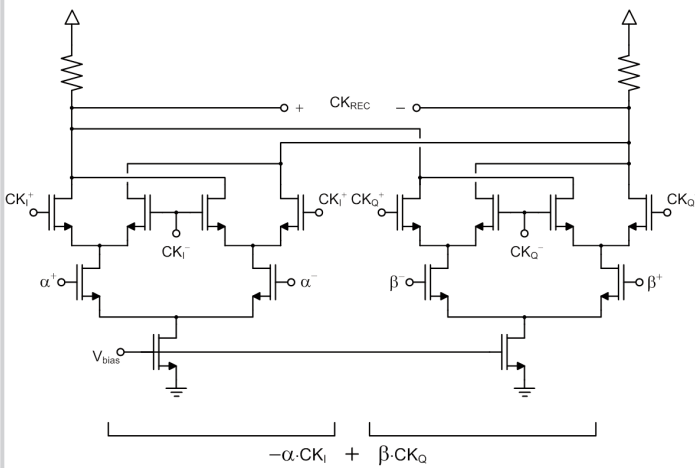 + CK_REC −
CK_I^+ CK_I^+ CK_Q^+ CK_Q
CK_I^− CK_Q^−
α^+ α^− β^− β^+
V_bias
−α·CK_I + β·CK_Q